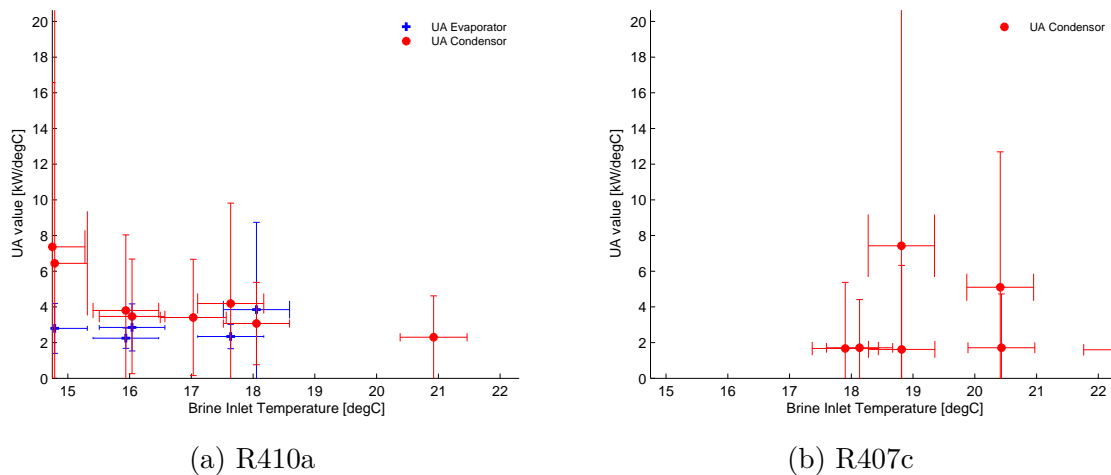 20
18
16
14
12
10
8
6
4
2
0
UA value [kW/degC]
15 16 17 18 19 20 21 22
Brine Inlet Temperature [degC]
UA Evaporator
UA Condensor
(a) R410a
20
18
16
14
12
10
8
6
4
2
0
UA value [kW/degC]
15 16 17 18 19 20 21 22
Brine Inlet Temperature [degC]
UA Condensor
(b) R407c